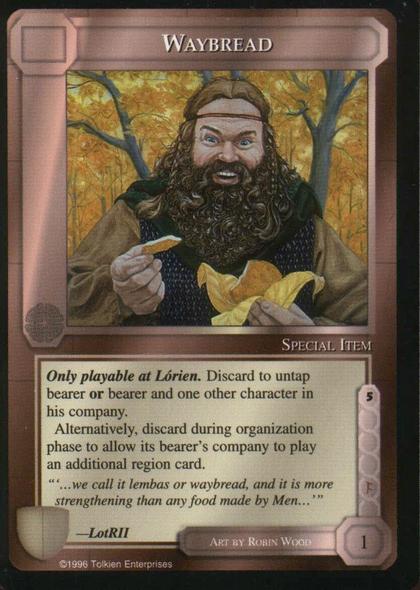 WAYBREAD
SPECIAL ITEM
Only playable at Lórien. Discard to untap
bearer or bearer and one other character in
his company.
Alternatively, discard during organization
phase to allow its bearer's company to play
an additional region card.
"'...we call it lembas or waybread, and it is more
strengthening than any food made by Men...'"
—LotRII
5
F
ART BY ROBIN WOOD
1
©1996 Tolkien Enterprises